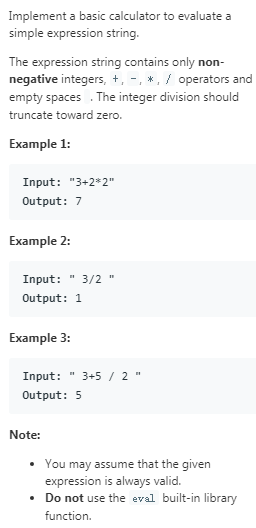 Implement a basic calculator to evaluate a
simple expression string.
The expression string contains only non-
negative integers, +, -, *, / operators and
empty spaces . The integer division should
truncate toward zero.
Example 1:
Input: "3+2*2"
Output: 7
Example 2:
Input: " 3/2 "
Output: 1
Example 3:
Input: " 3+5 / 2 "
Output: 5
Note:
• You may assume that the given
expression is always valid.
• Do not use the eval built-in library
function.